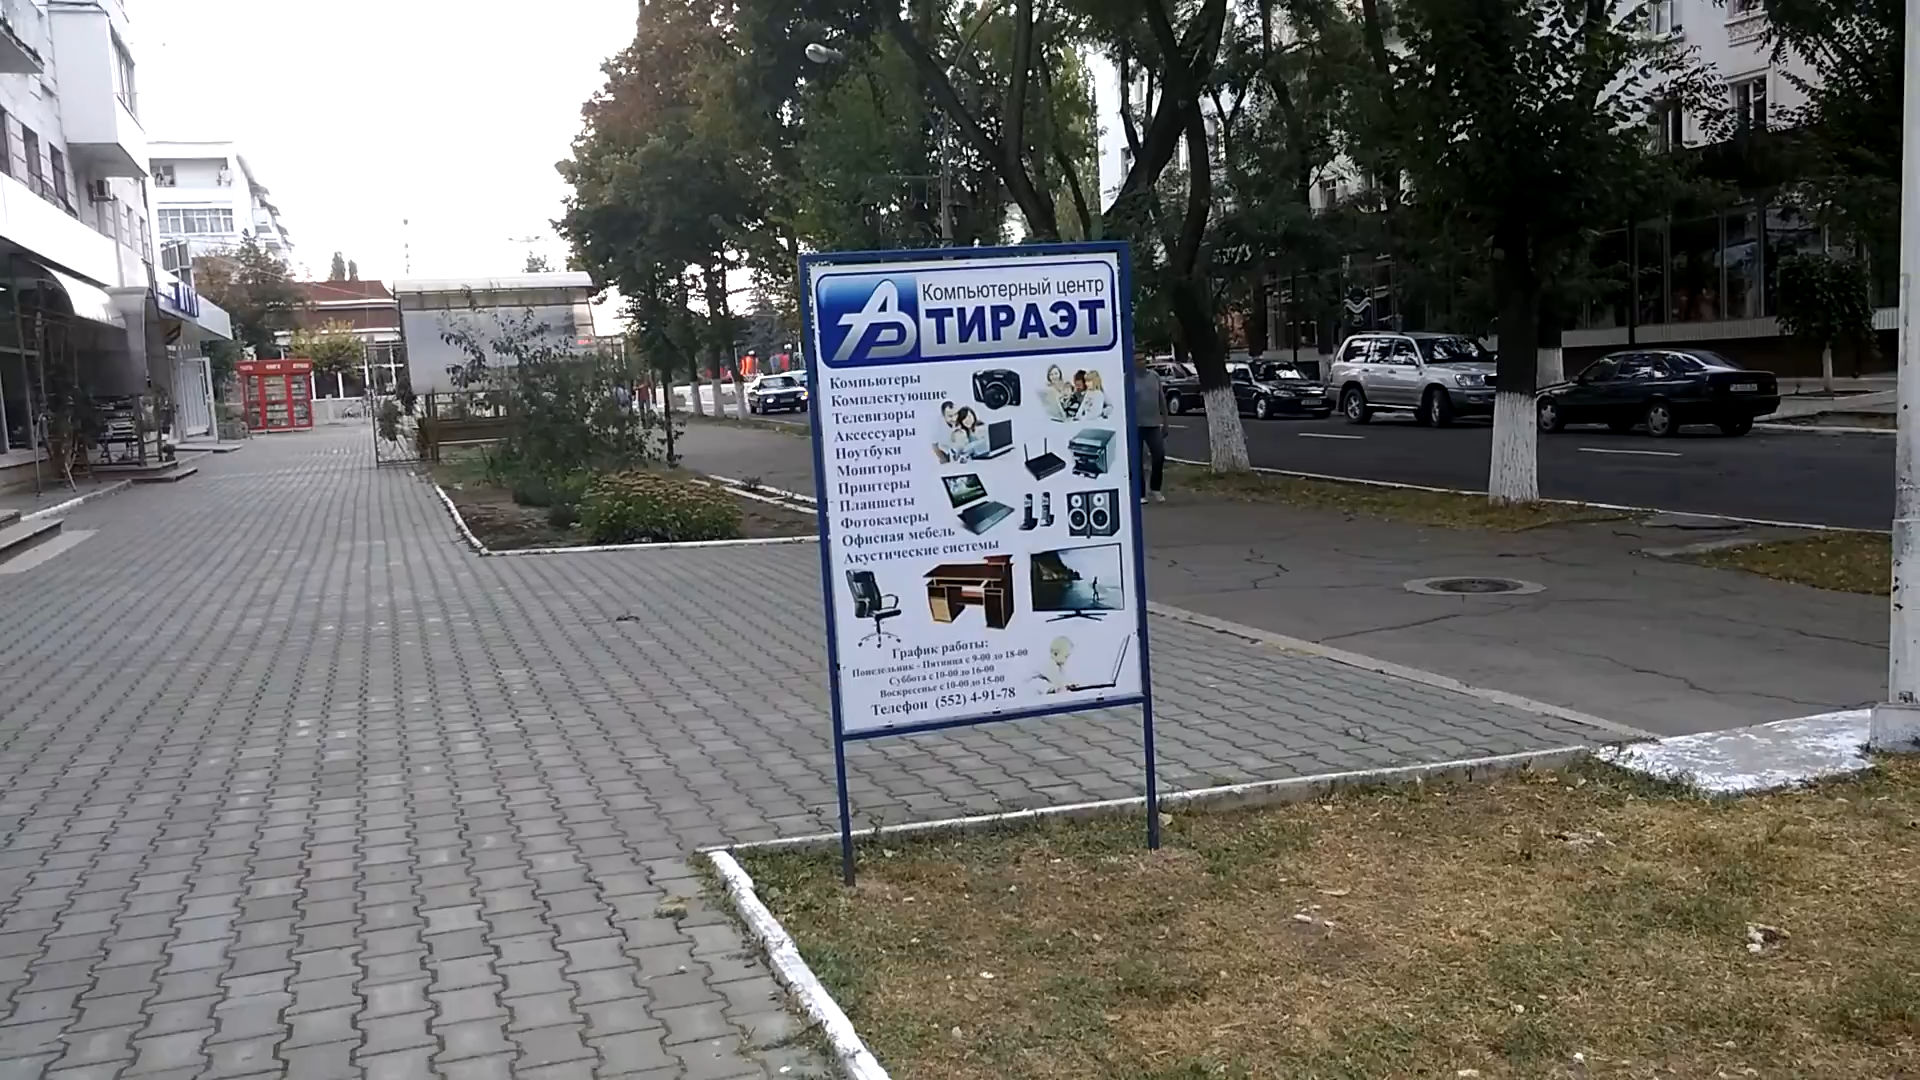 Компьютерный центр
ТИРАЭТ
Компьютеры
Комплектующие
Телевизоры
Аксессуары
Ноутбуки
Мониторы
Принтеры
Планшеты
Фотокамеры
Офисная мебель
Акустические системы
График работы:
Понедельник - Пятница с 9-00 до 18-00
Суббота с 10-00 до 16-00
Воскресенье с 10-00 до 15-00
Телефон (552) 4-91-78